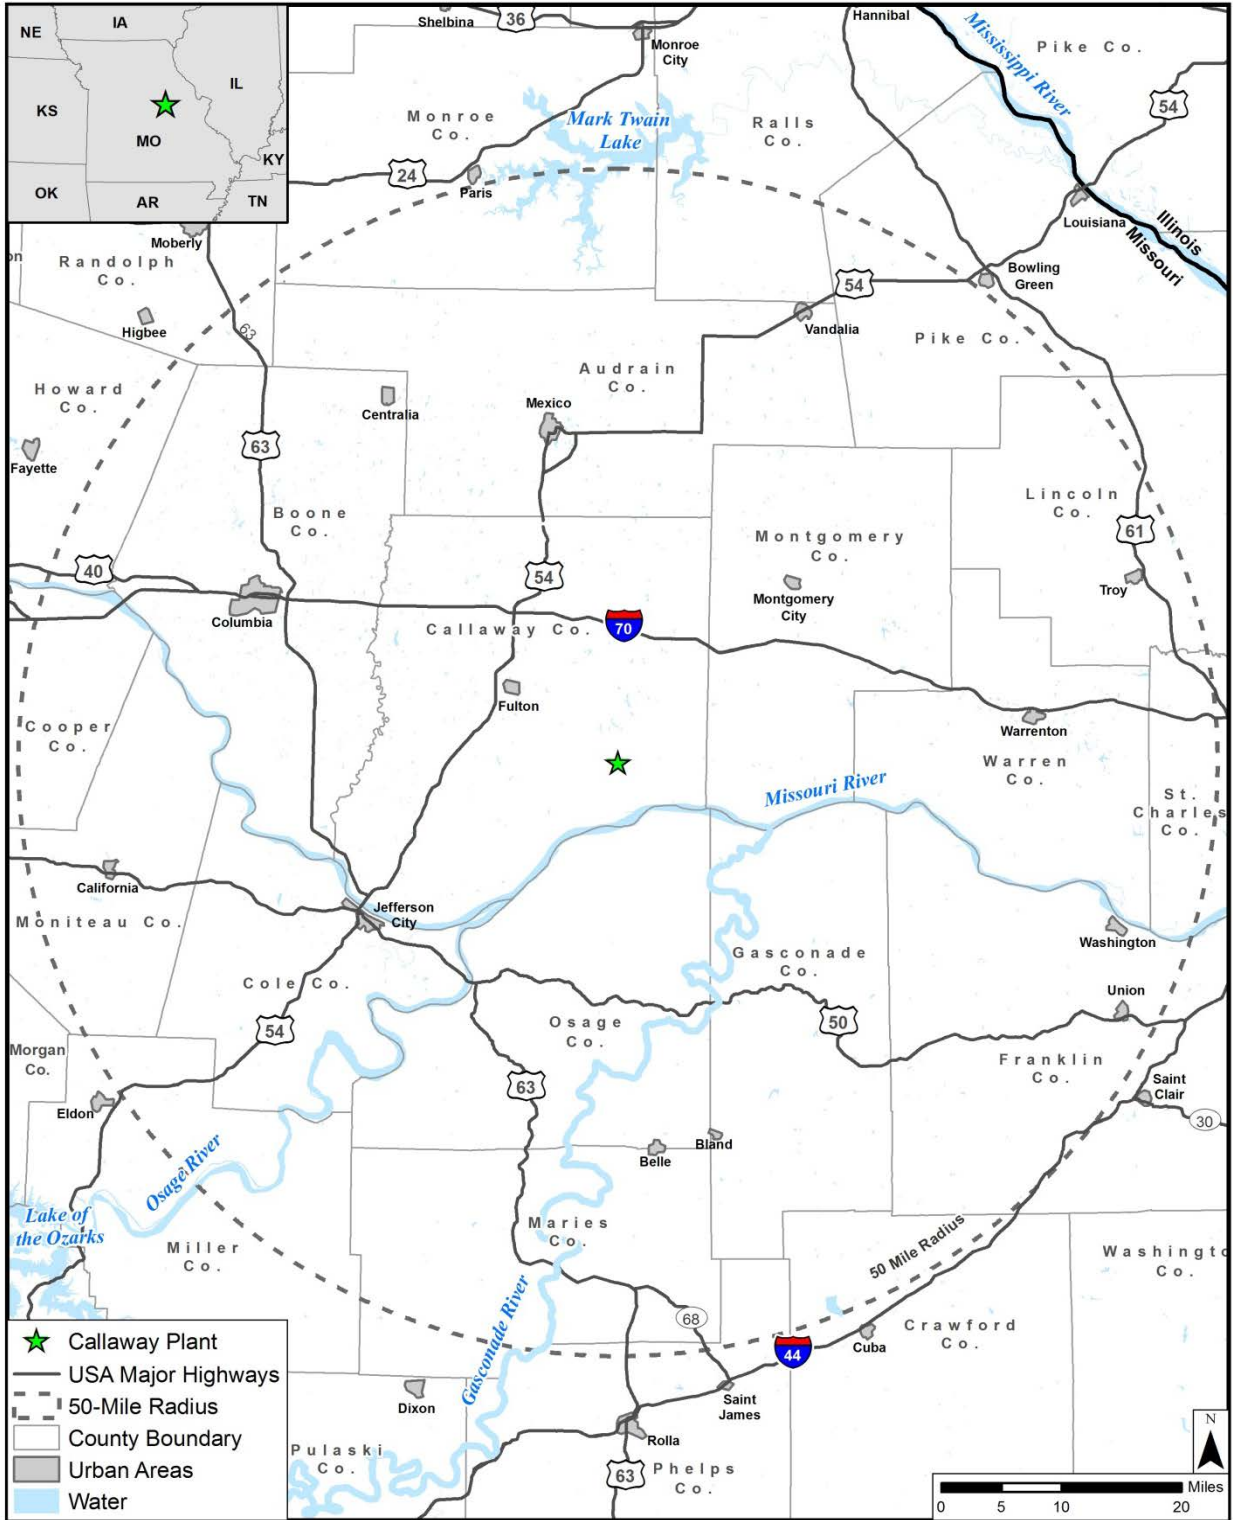 NE
IA
IL
KS
MO
KY
OK
AR
TN
Shelbina
36
Monroe
City
Hannibal
Mississippi River
Pike Co.
54
Monroe
Co.
Mark Twain
Lake
Ralls
Co.
24
Paris
Louisiana
Illinois
Missouri
Moberly
Randolph
Co.
Bowling
Green
54
Higbee
63
Vandalia
Pike Co.
Howard
Co.
Audrain
Co.
Centralia
Mexico
63
Fayette
Boone
Co.
Lincoln
Co.
Montgomery
Co.
61
40
54
Montgomery
City
Troy
Columbia
Callaway Co.
70
Fulton
Cooper
Co.
Warrenton
Warren
Co.
Missouri River
St.
Charles
Co.
California
Moniteau Co.
Jefferson
City
Washington
Gasconade
Co.
Cole Co.
Union
54
Osage
Co.
50
Morgan
Co.
Franklin
Co.
63
Saint
Clair
Eldon
30
Bland
Belle
Osage River
Lake of
the Ozarks
Maries
Co.
50 Mile Radius
Miller
Co.
Washingto
Co.
Gasconade River
68
Crawford
Co.
Cuba
44
Callaway Plant
USA Major Highways
50-Mile Radius
County Boundary
Urban Areas
Water
Dixon
Saint
James
Rolla
Pulaski
Co.
63
Phelps
Co.
N
Miles
0 5 10 20